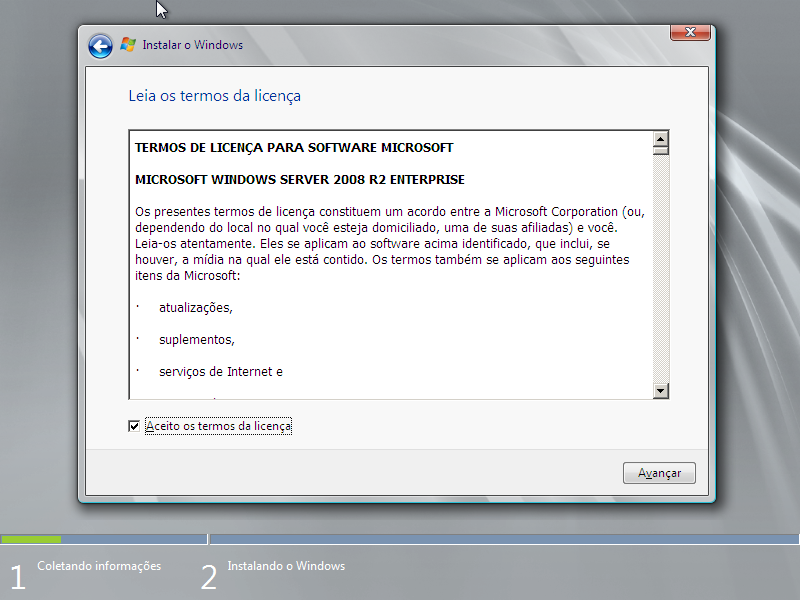 Instalar o Windows
Leia os termos da licença
TERMOS DE LICENÇA PARA SOFTWARE MICROSOFT
MICROSOFT WINDOWS SERVER 2008 R2 ENTERPRISE
Os presentes termos de licença constituem um acordo entre a Microsoft Corporation (ou,
dependendo do local no qual você esteja domiciliado, uma de suas afiliadas) e você.
Leia-os atentamente. Eles se aplicam ao software acima identificado, que inclui, se
houver, a mídia na qual ele está contido. Os termos também se aplicam aos seguintes
itens da Microsoft:
· atualizações,
· suplementos,
· serviços de Internet e
Aceito os termos da licença
Avançar
1 Coletando informações
2 Instalando o Windows